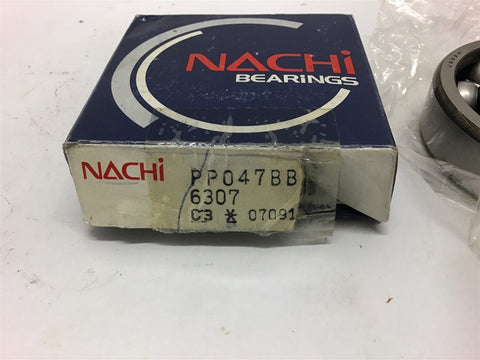 NACHi
BEARiNGS
NACHi
PP047BB
6307
C3 X 07091